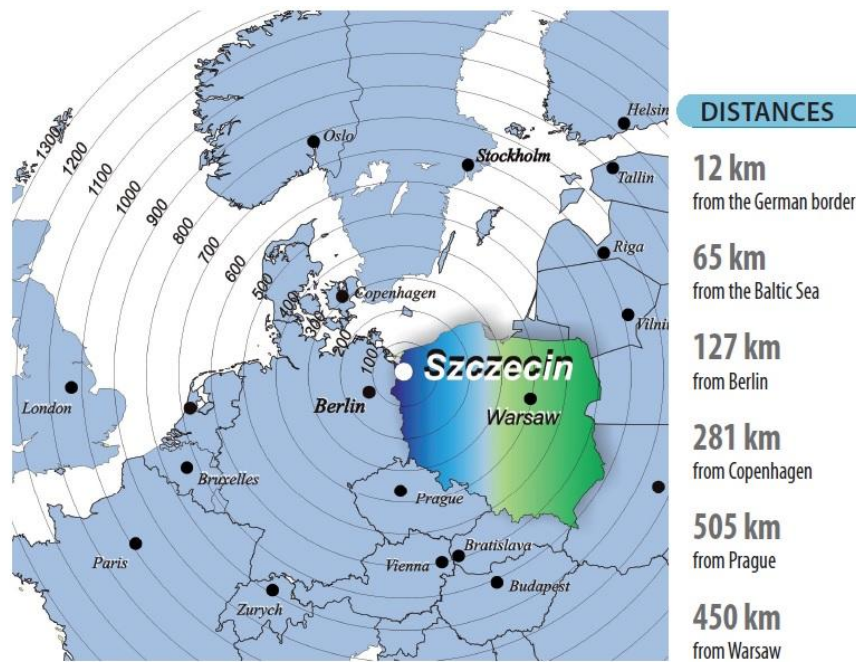 Oslo
Stockholm
Helsin
Tallin
Riga
Vilni
1300
1200
1100
1000
900
800
700
600
500
400
300
200
100
Copenhagen
Szczecin
London
Berlin
Warsaw
Bruxelles
Prague
Paris
Vienna
Bratislava
Zurych
Budapest
DISTANCES
12 km
from the German border
65 km
from the Baltic Sea
127 km
from Berlin
281 km
from Copenhagen
505 km
from Prague
450 km
from Warsaw